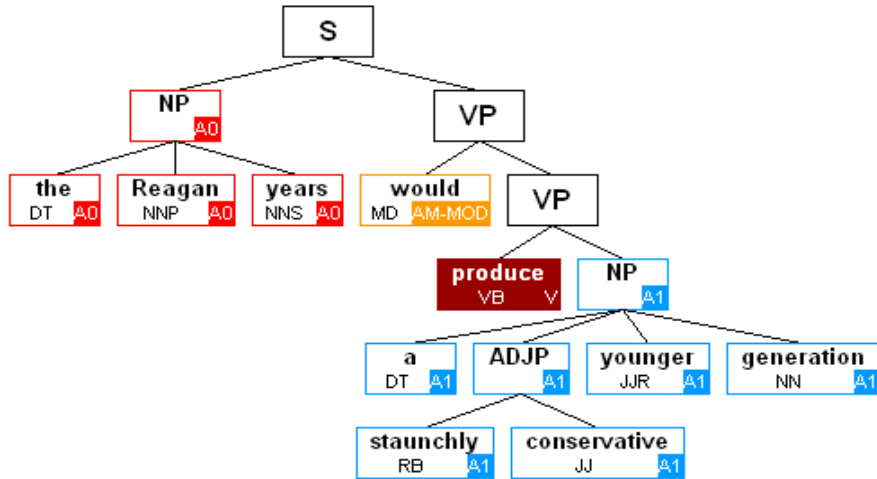 S
NP
A0
VP
the
DT A0
Reagan
NNP A0
years
NNS A0
would
MD AM-MOD
VP
produce
VB V
NP
A1
a
DT A1
ADJP
A1
younger
JJR A1
generation
NN A1
staunchly
RB A1
conservative
JJ A1